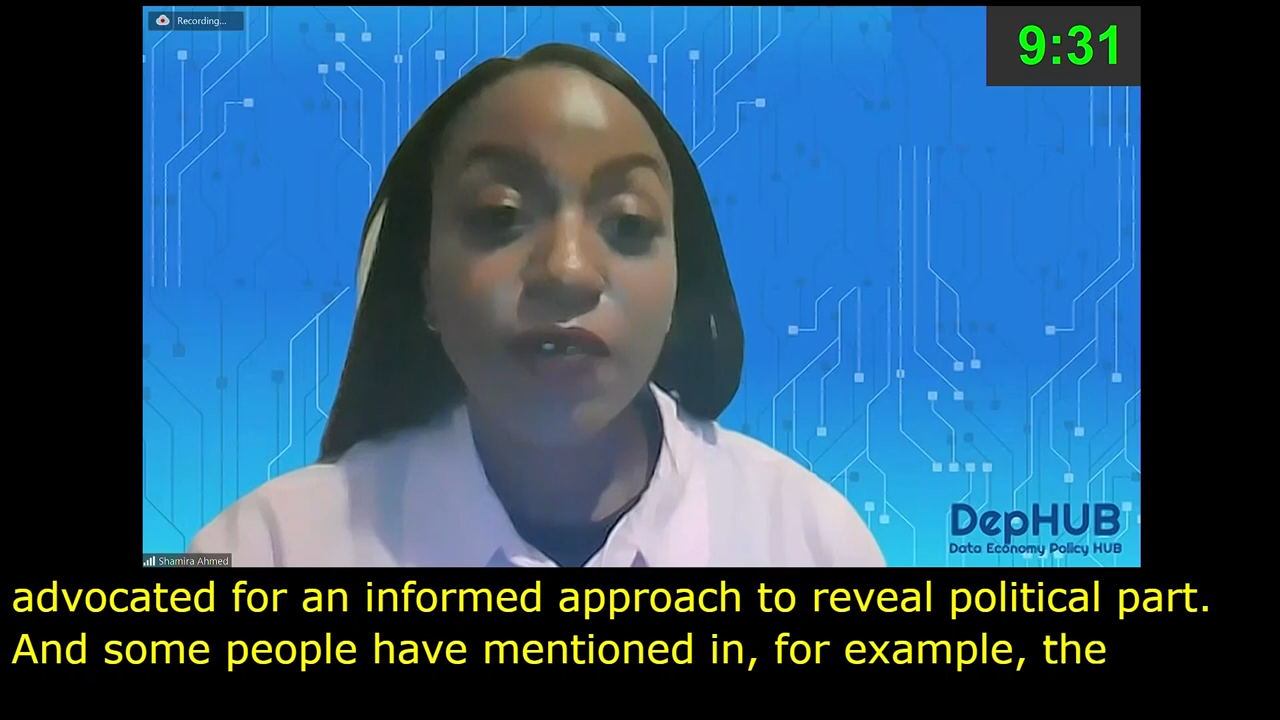 Recording...
9:31
DepHUB
Data Economy Policy HUB
Shamira Ahmed
advocated for an informed approach to reveal political part.
And some people have mentioned in, for example, the